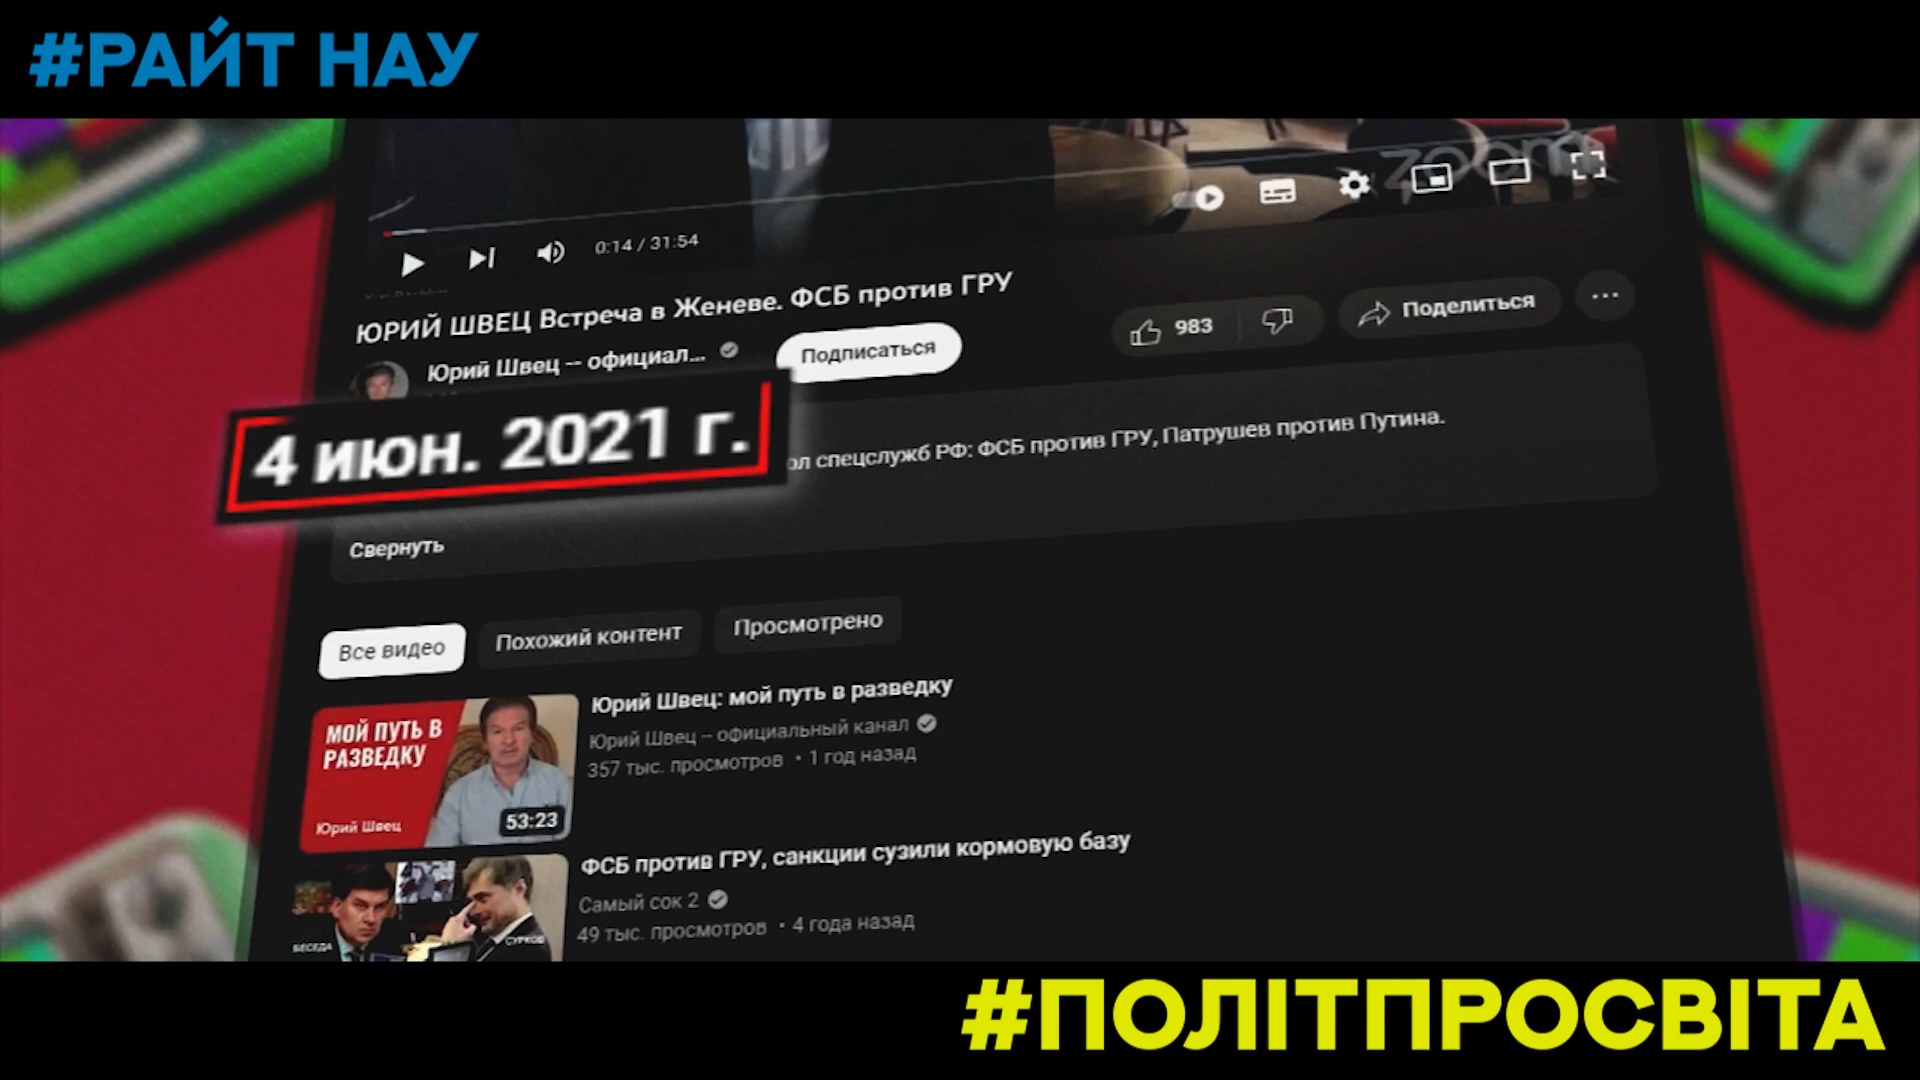 #РАЙТ НАУ
zoom
0:14 / 31:54
ЮРИЙ ШВЕЦ Встреча в Женеве. ФСБ против ГРУ
Юрий Швец -- официал...
Подписаться
983
Поделиться
4 июн. 2021 г.
спецслужб РФ: ФСБ против ГРУ, Патрушев против Путина.
Свернуть
Все видео
Похожий контент
Просмотрено
МОЙ ПУТЬ В
РАЗВЕДКУ
Юрий Швец
53:23
Юрий Швец: мой путь в разведку
Юрий Швец -- официальный канал
357 тыс. просмотров • 1 год назад
БЕСЕДА
СУРКОВ
ФСБ против ГРУ, санкции сузили кормовую базу
Самый сок 2
49 тыс. просмотров • 4 года назад
#ПОЛІТПРОСВІТА